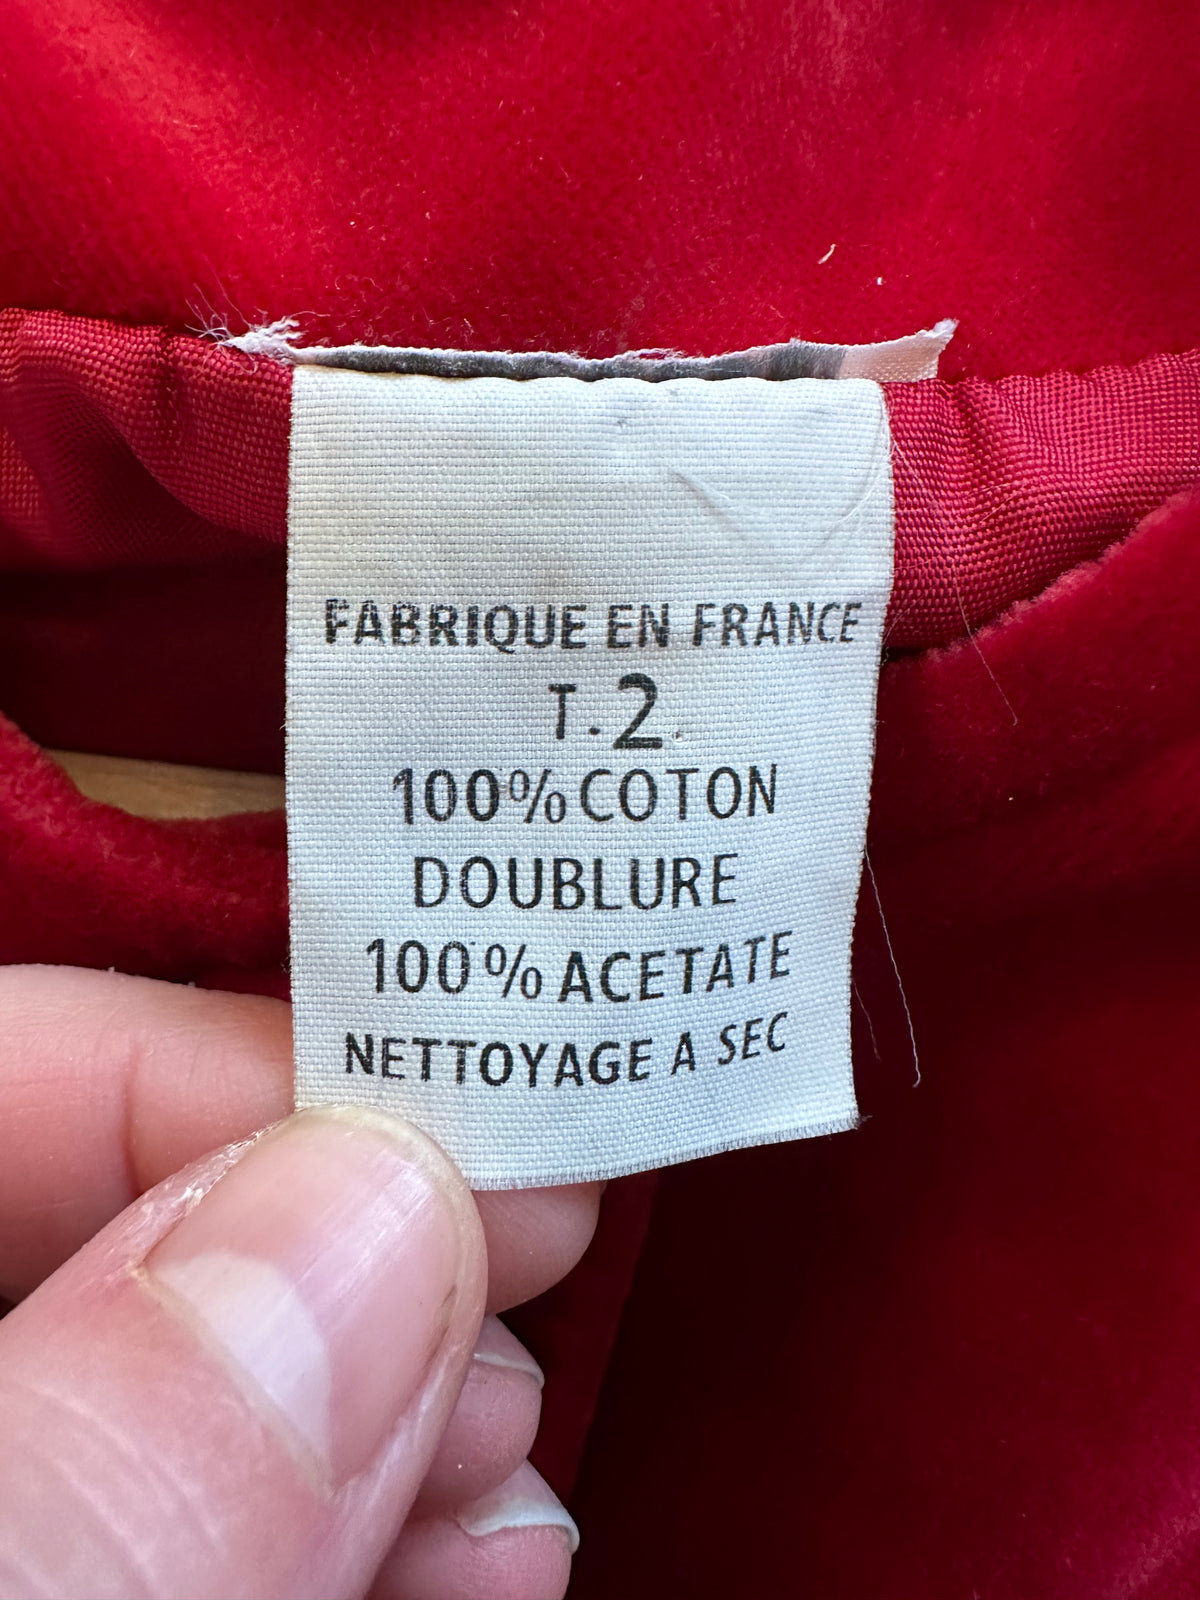 FABRIQUE EN FRANCE
T.2.
100% COTON
DOUBLURE
100% ACETATE
NETTOYAGE A SEC